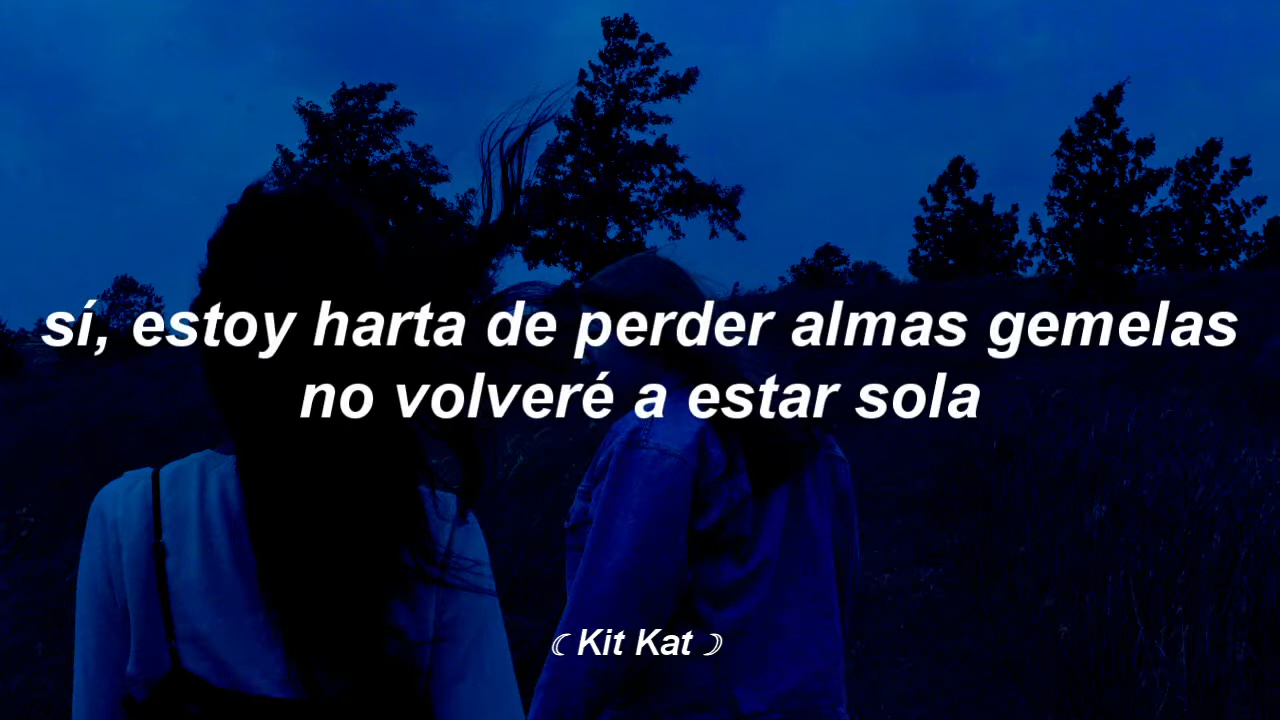 sí, estoy harta de perder almas gemelas
no volveré a estar sola
☾Kit Kat☽